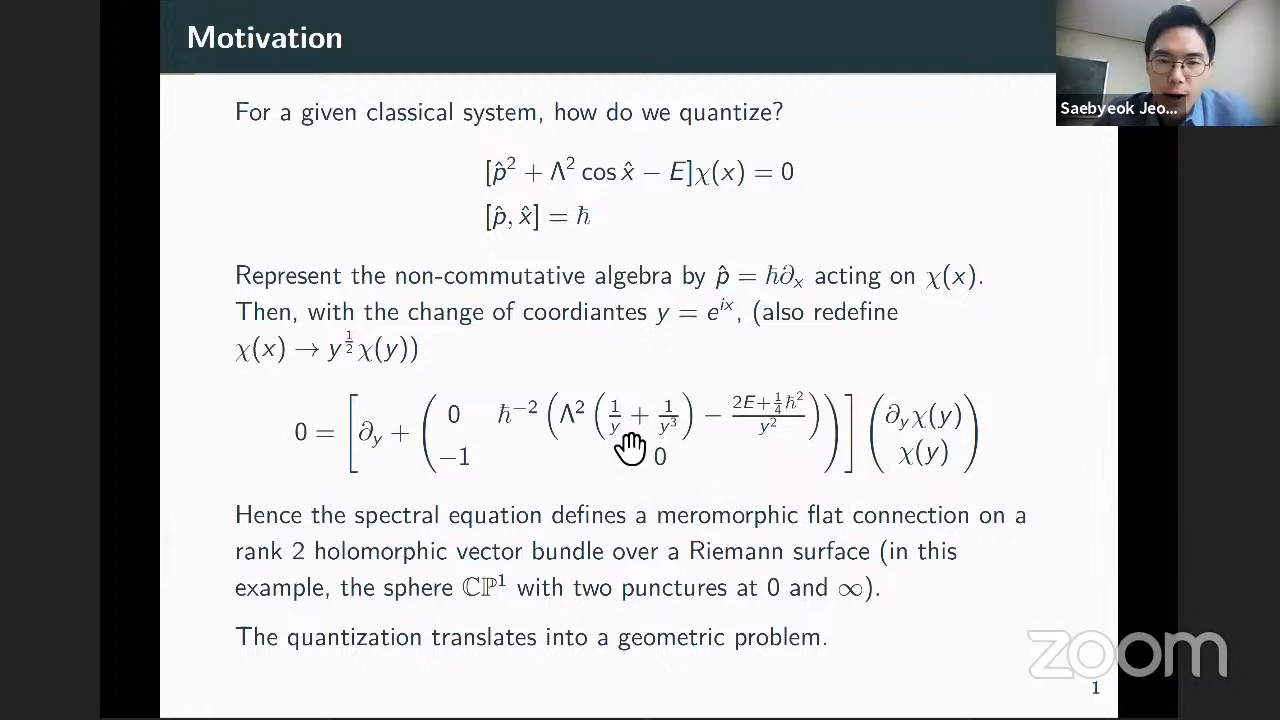 Motivation
Saebyeok Jeo...
For a given classical system, how do we quantize?
[p̂² + Λ² cos x̂ − E]χ(x) = 0
[p̂, x̂] = ħ
Represent the non-commutative algebra by p̂ = ħ∂ₓ acting on χ(x).
Then, with the change of coordiantes y = e^{ix}, (also redefine
χ(x) → y^{1/2}χ(y))
0 = [∂_y + (0 ħ⁻² (Λ² (1/y + 1/y³) − (2E+¼ħ²)/y²) ; −1 0)] (∂_yχ(y) ; χ(y))
Hence the spectral equation defines a meromorphic flat connection on a
rank 2 holomorphic vector bundle over a Riemann surface (in this
example, the sphere ℂℙ¹ with two punctures at 0 and ∞).
The quantization translates into a geometric problem.
zoom
1